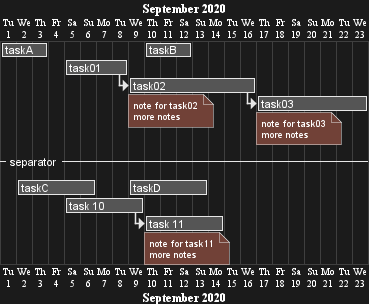 September 2020
Tu We Th Fr Sa Su Mo Tu We Th Fr Sa Su Mo Tu We Th Fr Sa Su Mo Tu We
1 2 3 4 5 6 7 8 9 10 11 12 13 14 15 16 17 18 19 20 21 22 23
taskA taskB
task01
task02
note for task02
more notes
task03
note for task03
more notes
separator
taskC taskD
task 10
task 11
note for task11
more notes
Tu We Th Fr Sa Su Mo Tu We Th Fr Sa Su Mo Tu We Th Fr Sa Su Mo Tu We
1 2 3 4 5 6 7 8 9 10 11 12 13 14 15 16 17 18 19 20 21 22 23
September 2020